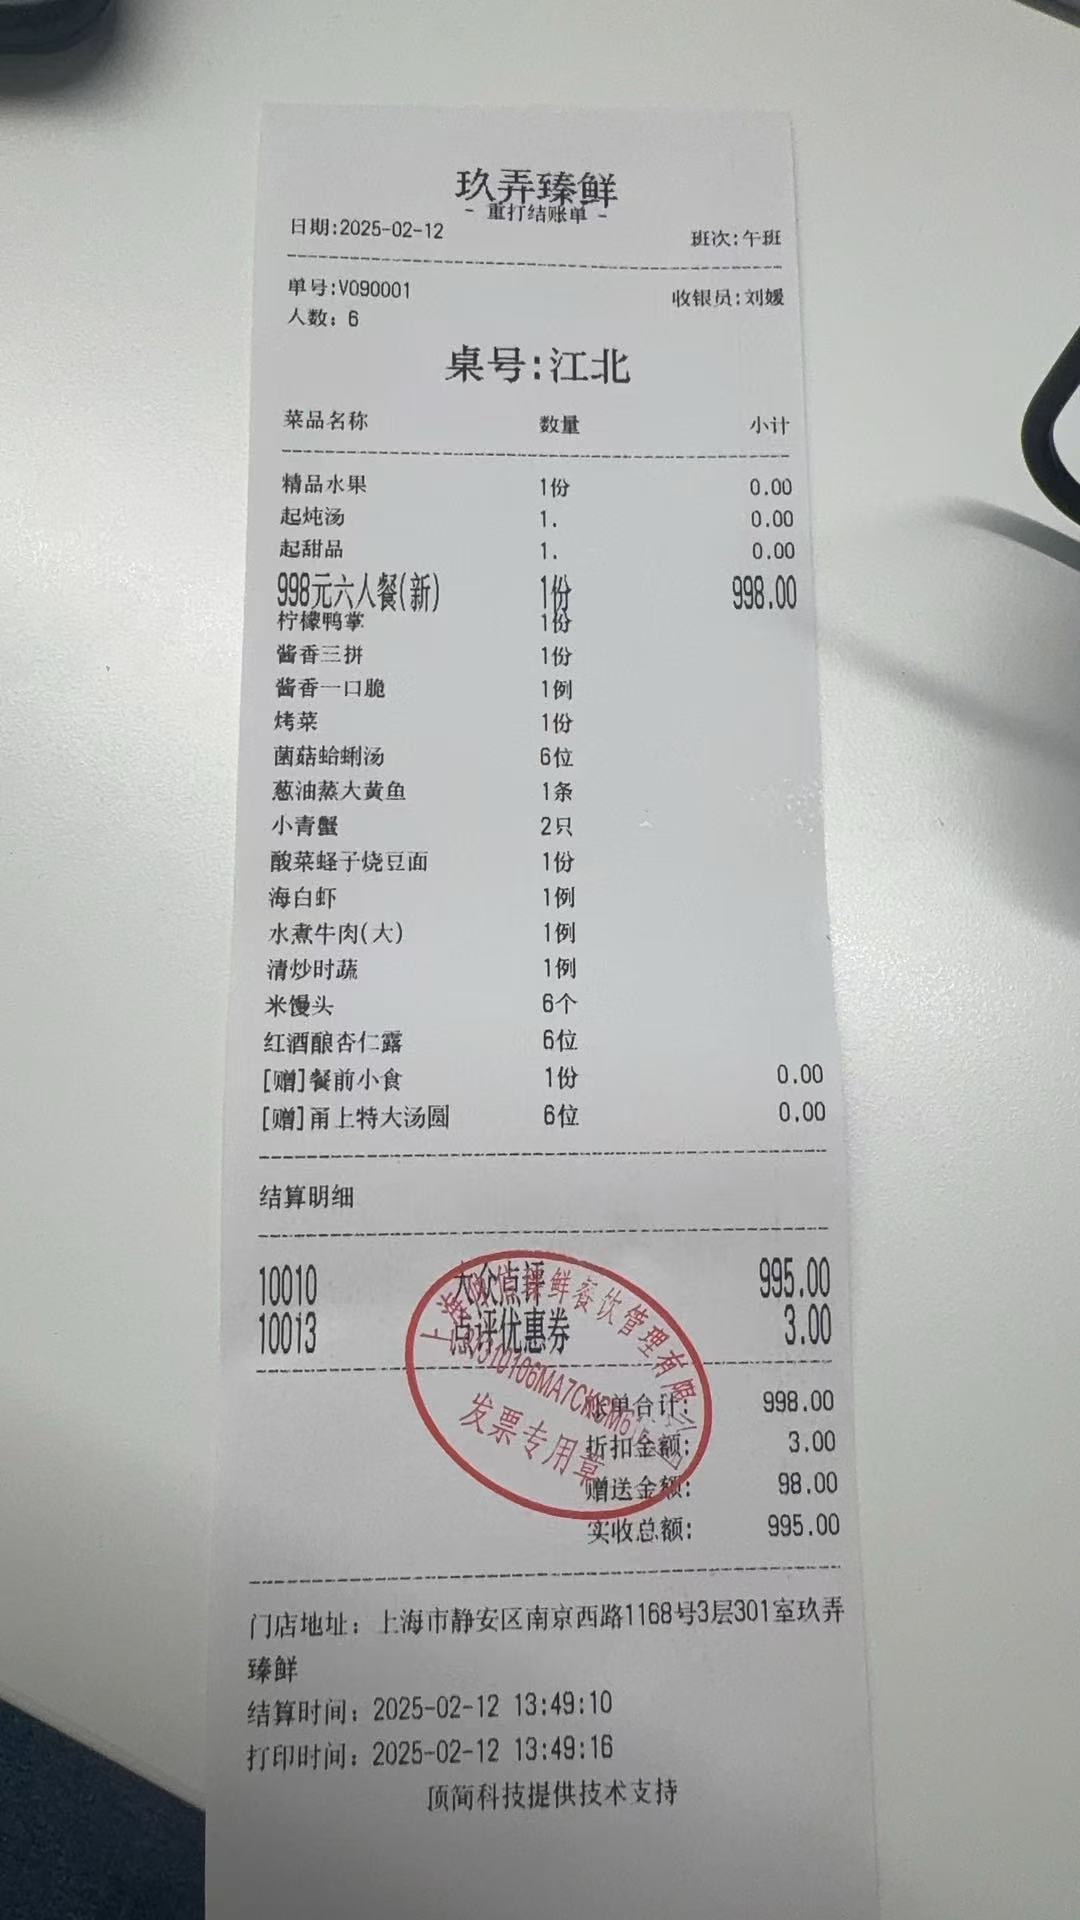 玖弄臻鲜
- 重打结账单 -
日期:2025-02-12 班次:午班
单号:V090001 收银员:刘媛
人数: 6
桌号:江北
菜品名称 数量 小计
精品水果 1份 0.00
起炖汤 1. 0.00
起甜品 1. 0.00
998元六人餐(新) 1份 998.00
柠檬鸭掌 1份
酱香三拼 1份
酱香一口脆 1例
烤菜 1份
菌菇蛤蜊汤 6位
葱油蒸大黄鱼 1条
小青蟹 2只
酸菜蛏子烧豆面 1份
海白虾 1例
水煮牛肉(大) 1例
清炒时蔬 1例
米馒头 6个
红酒酿杏仁露 6位
[赠]餐前小食 1份 0.00
[赠]甬上特大汤圆 6位 0.00
结算明细
10010 大众点评 995.00
10013 点评优惠券 3.00
账单合计: 998.00
折扣金额: 3.00
赠送金额: 98.00
实收总额: 995.00
鲜餐饮管理有限
发票专用章
门店地址: 上海市静安区南京西路1168号3层301室玖弄
臻鲜
结算时间: 2025-02-12 13:49:10
打印时间: 2025-02-12 13:49:16
顶简科技提供技术支持